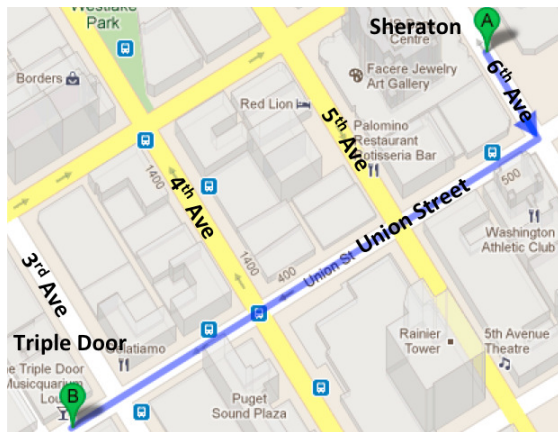 Westlake
Park
Sheraton
A
Centre
6th Ave
Borders
Facere Jewelry
Art Gallery
Red Lion
5th Ave
Palomino
Restaurant
Rotisseria Bar
1400
4th Ave
500
Union Street
Washington
Athletic Club
3rd Ave
1400
400
Union St
Triple Door
Gelatiamo
Rainier
Tower
5th Avenue
Theatre
The Triple Door
Musicquarium
B
Puget
Sound Plaza